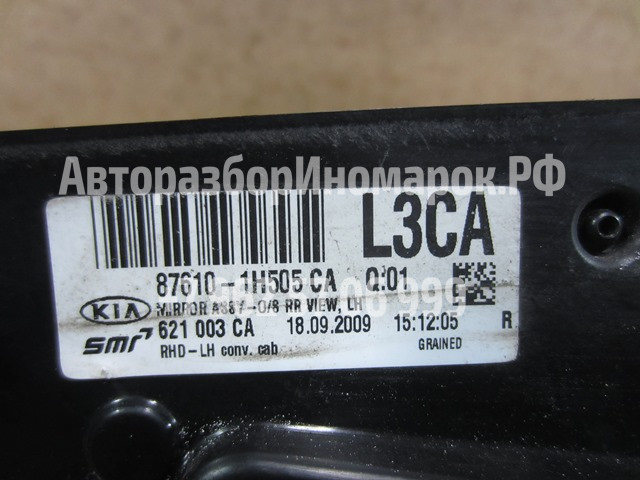 АвторазборИномарок.РФ
L3CA
87610-1H505 CA Q:01
KIA MIRROR ASSY-O/S RR VIEW, LH
smr 621 003 CA 18.09.2009 15:12:05 R
RHD-LH conv. cab GRAINED